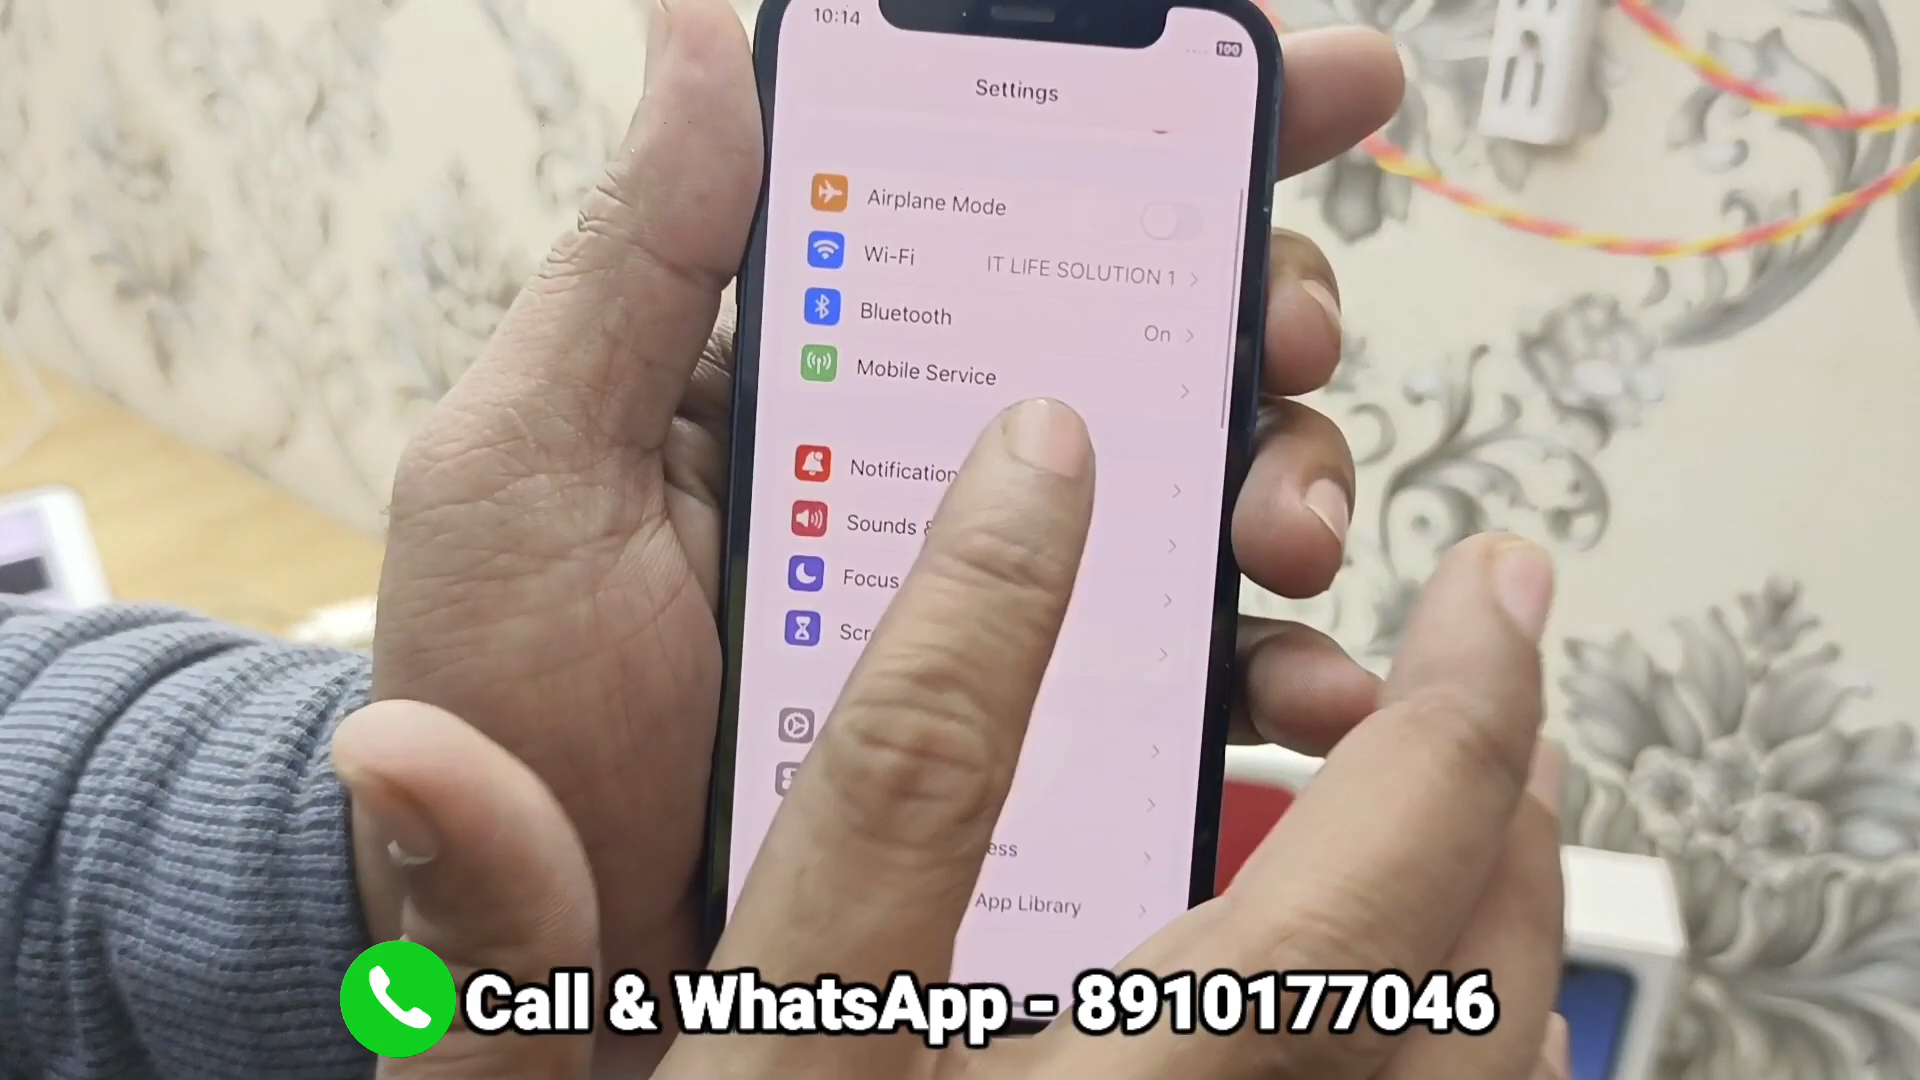 10:14
100
Settings
Airplane Mode
Wi-Fi IT LIFE SOLUTION 1
Bluetooth On
Mobile Service
Notification
Sounds &
Focus
Scr
ess
App Library
Call & WhatsApp - 8910177046